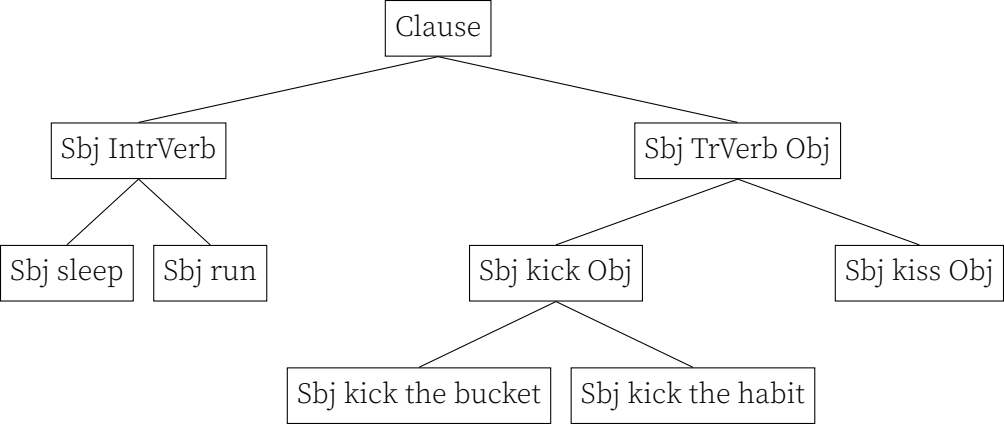 Clause
Sbj IntrVerb
Sbj TrVerb Obj
Sbj sleep
Sbj run
Sbj kick Obj
Sbj kiss Obj
Sbj kick the bucket
Sbj kick the habit